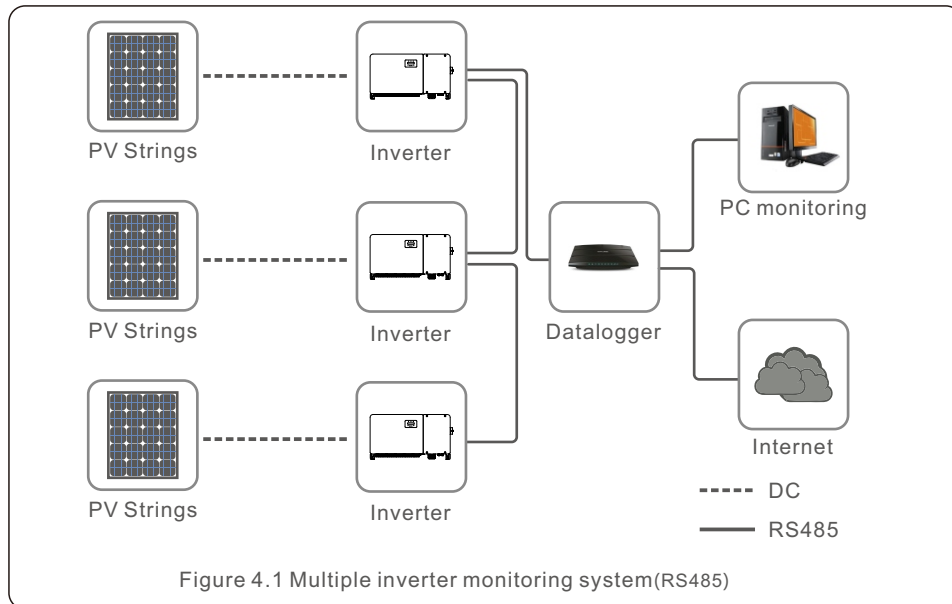 PV Strings
Inverter
PC monitoring
PV Strings
Inverter
Datalogger
Internet
PV Strings
Inverter
DC
RS485
Figure 4.1 Multiple inverter monitoring system(RS485)